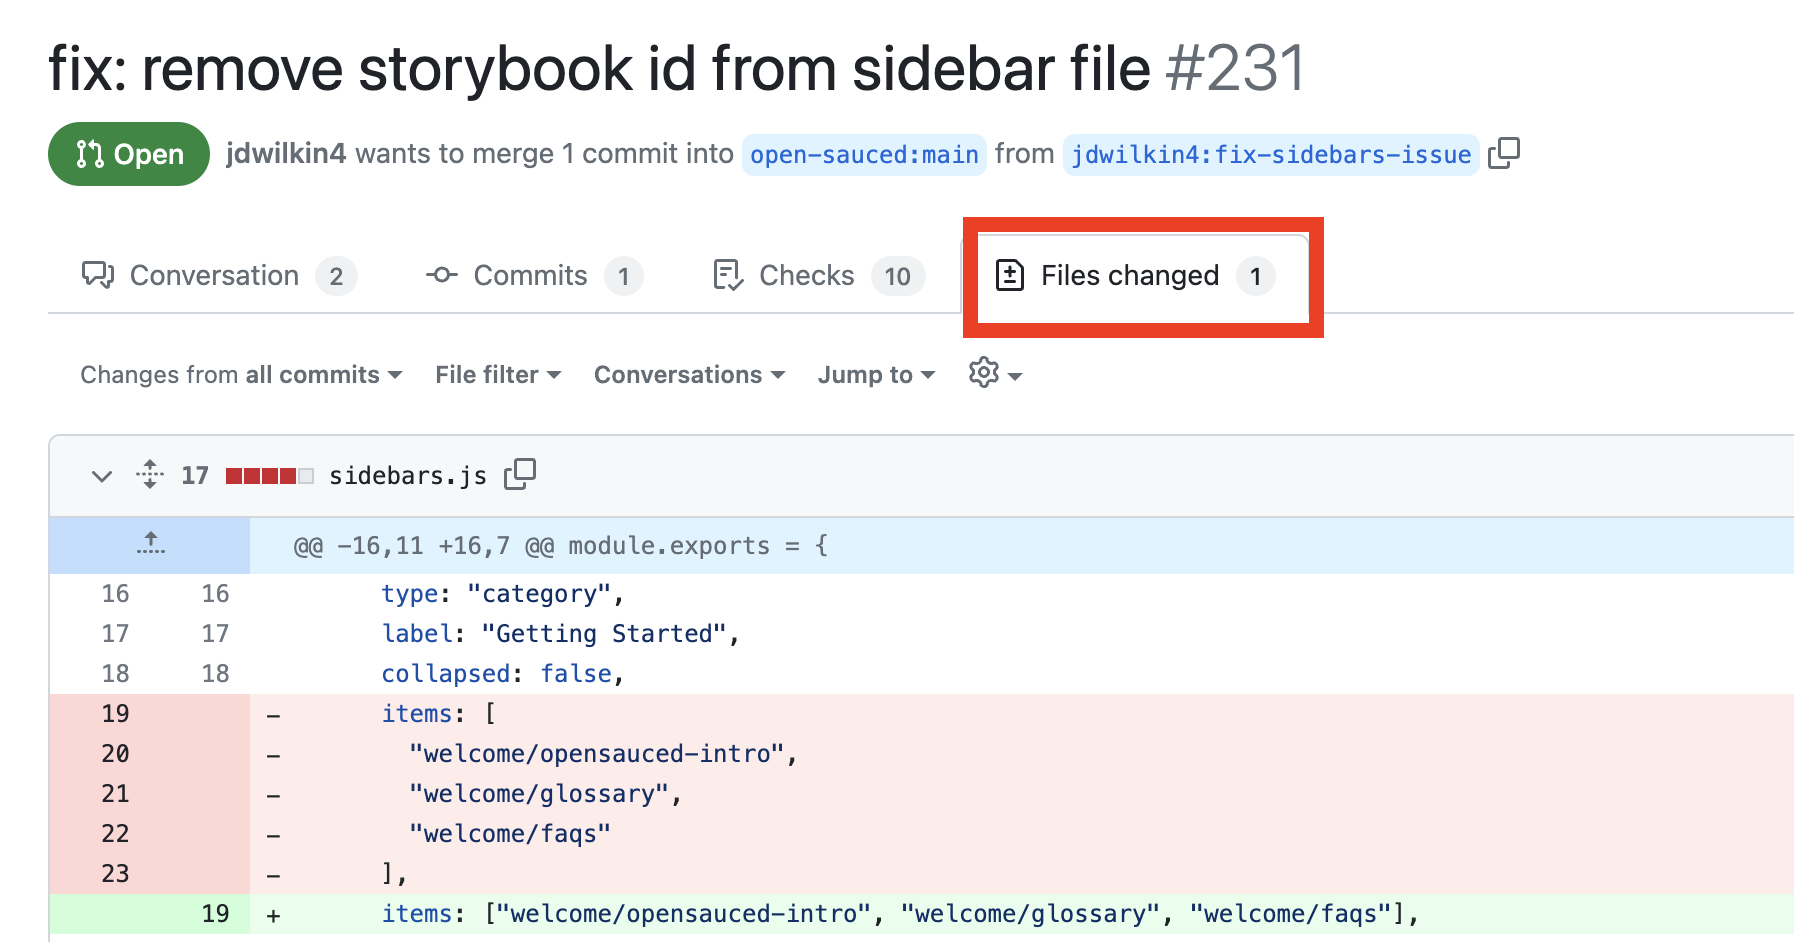 fix: remove storybook id from sidebar file #231
Open jdwilkin4 wants to merge 1 commit into open-sauced:main from jdwilkin4:fix-sidebars-issue
Conversation 2 Commits 1 Checks 10 Files changed 1
Changes from all commits File filter Conversations Jump to
17 sidebars.js
@@ -16,11 +16,7 @@ module.exports = {
16 16 type: "category",
17 17 label: "Getting Started",
18 18 collapsed: false,
19 - items: [
20 - "welcome/opensauced-intro",
21 - "welcome/glossary",
22 - "welcome/faqs"
23 - ],
19 + items: ["welcome/opensauced-intro", "welcome/glossary", "welcome/faqs"],